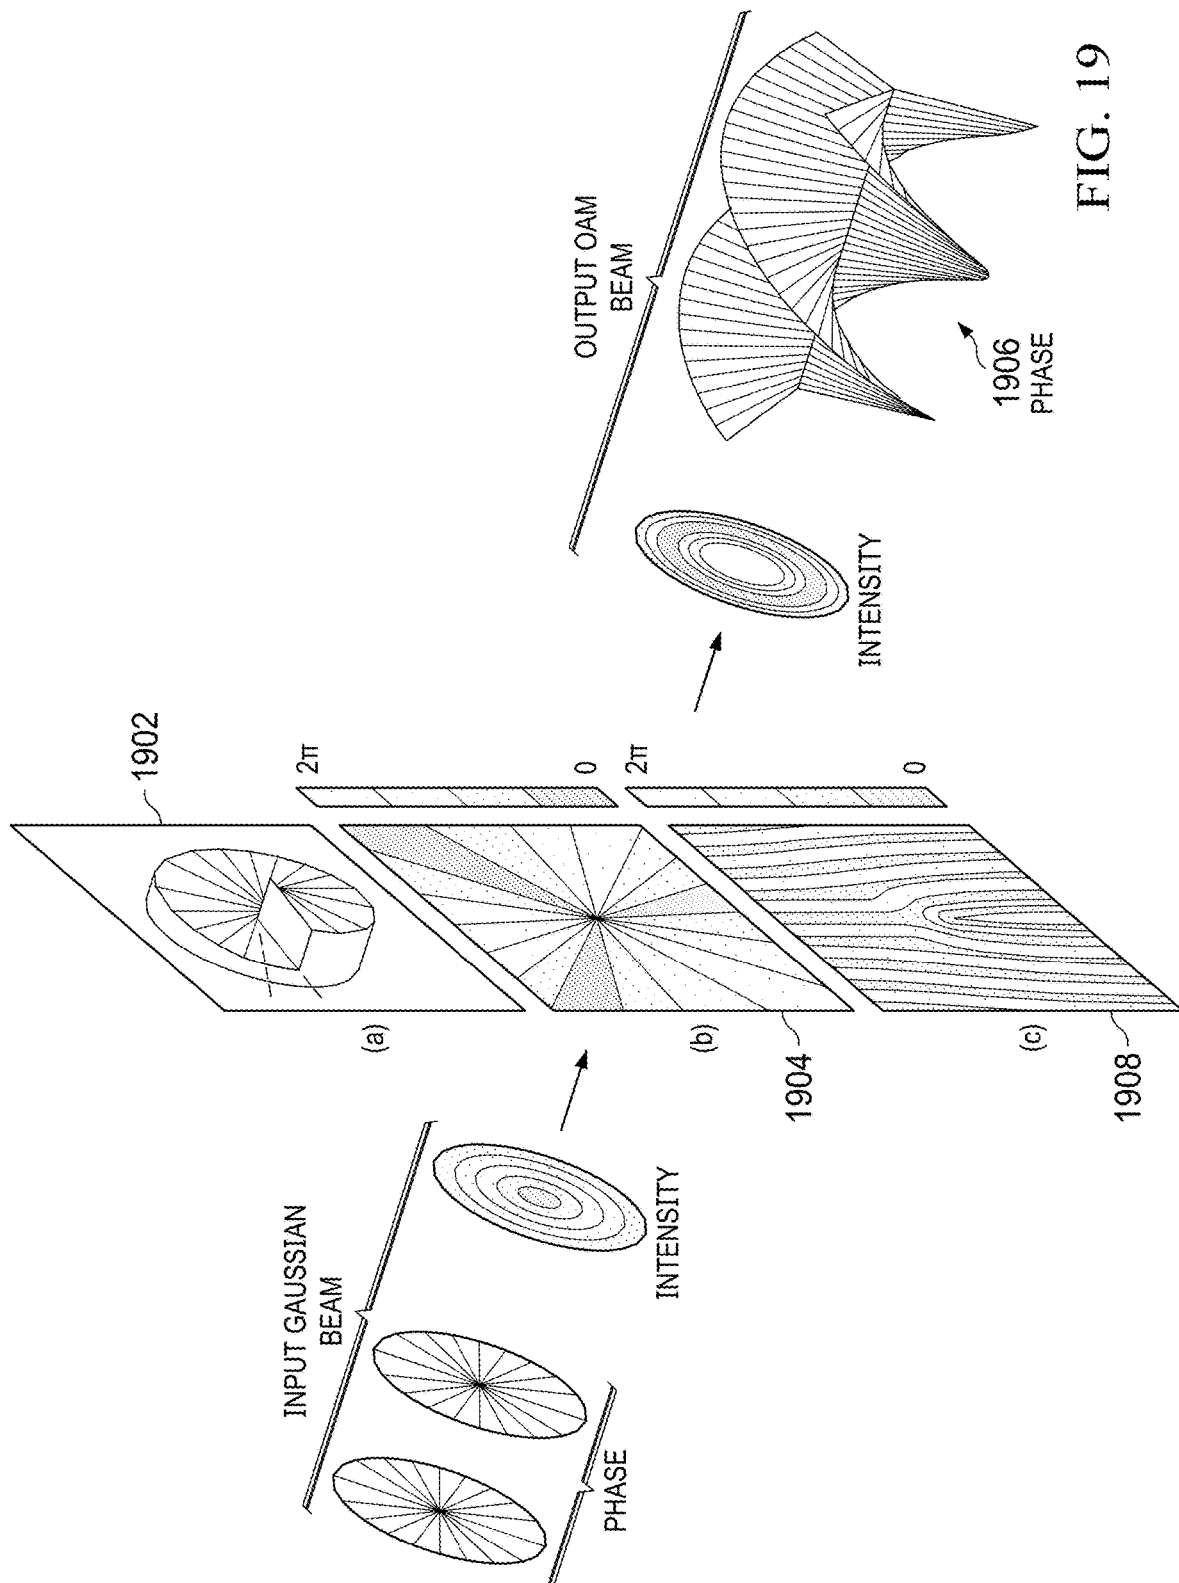 INPUT GAUSSIAN
BEAM
PHASE
INTENSITY
(a)
1902
2π
0
(b)
1904
2π
0
(c)
1908
INTENSITY
OUTPUT OAM
BEAM
1906
PHASE
FIG. 19